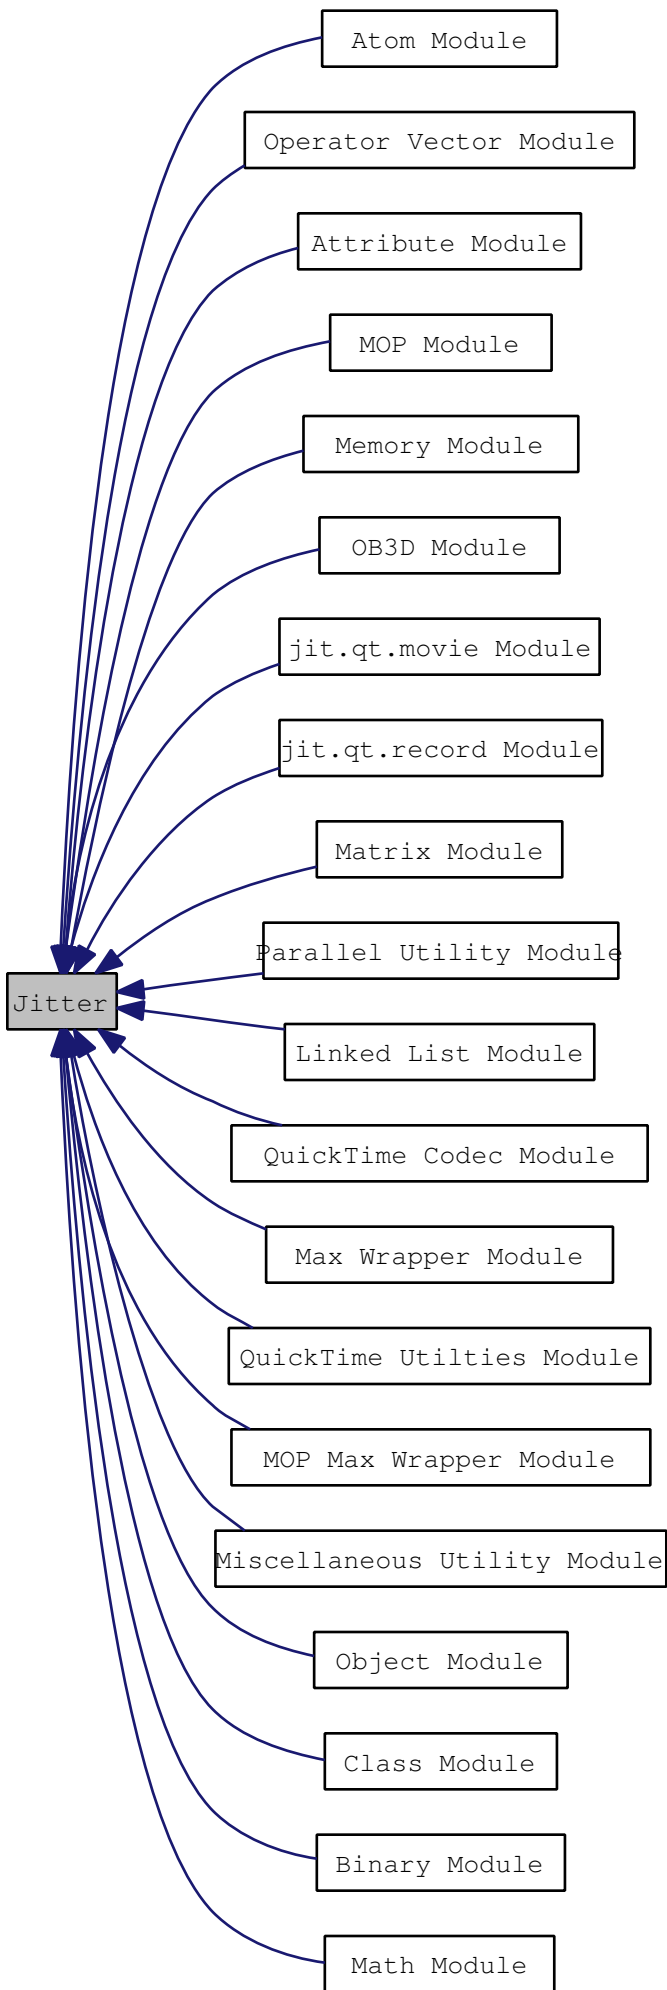 Atom Module
Operator Vector Module
Attribute Module
MOP Module
Memory Module
OB3D Module
jit.qt.movie Module
jit.qt.record Module
Matrix Module
Parallel Utility Module
Jitter
Linked List Module
QuickTime Codec Module
Max Wrapper Module
QuickTime Utilties Module
MOP Max Wrapper Module
Miscellaneous Utility Module
Object Module
Class Module
Binary Module
Math Module